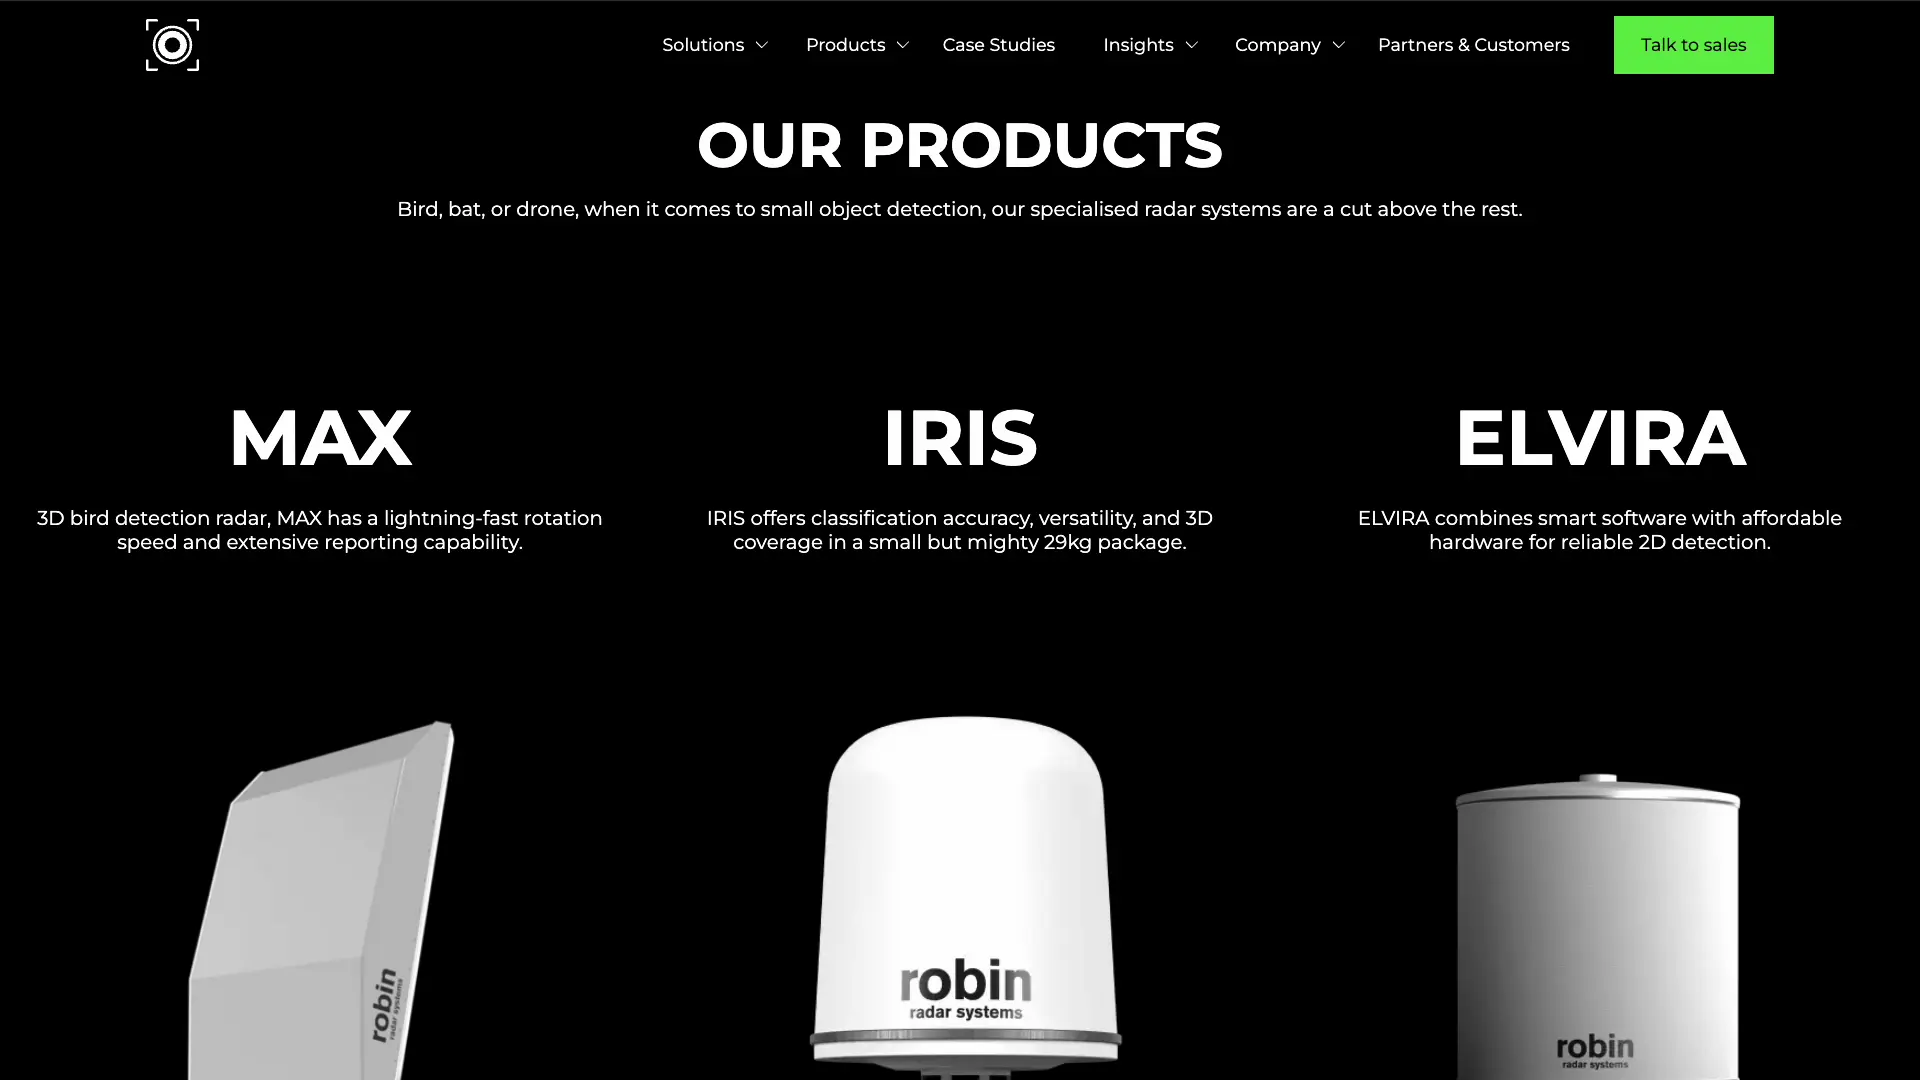 Solutions Products Case Studies Insights Company Partners & Customers Talk to sales
OUR PRODUCTS
Bird, bat, or drone, when it comes to small object detection, our specialised radar systems are a cut above the rest.
MAX
3D bird detection radar, MAX has a lightning-fast rotation
speed and extensive reporting capability.
IRIS
IRIS offers classification accuracy, versatility, and 3D
coverage in a small but mighty 29kg package.
ELVIRA
ELVIRA combines smart software with affordable
hardware for reliable 2D detection.
robin
radar systems
robin
radar systems
robin
radar systems